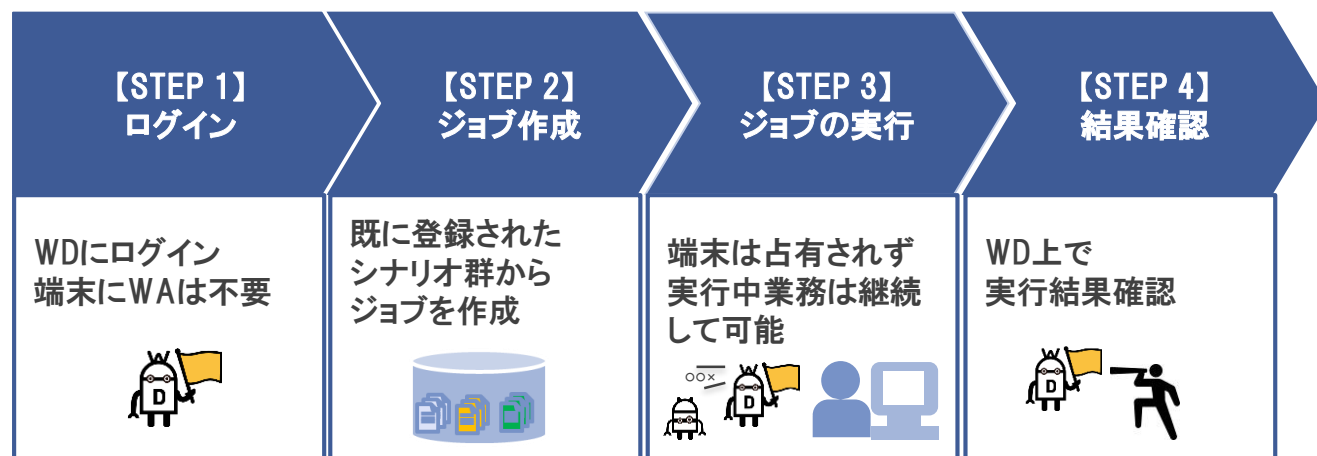 【STEP 1】
ログイン
【STEP 2】
ジョブ作成
【STEP 3】
ジョブの実行
【STEP 4】
結果確認
WDにログイン
端末にWAは不要
既に登録された
シナリオ群から
ジョブを作成
端末は占有されず
実行中業務は継続
して可能
WD上で
実行結果確認
D
○○×
D
D